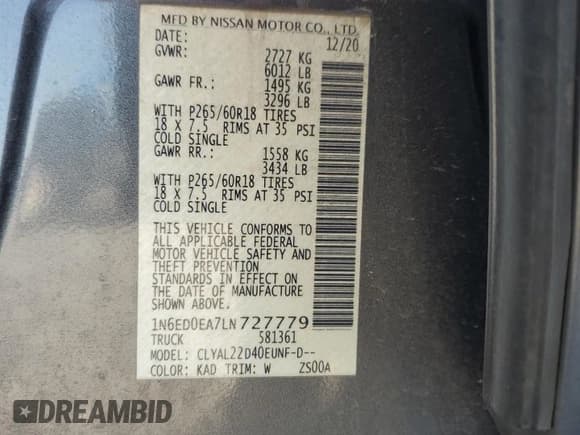 MFD BY NISSAN MOTOR CO., LTD.
DATE: 12/20
GVWR: 2727 KG
6012 LB
GAWR FR.: 1495 KG
3296 LB
WITH P265/60R18 TIRES
18 X 7.5 RIMS AT 35 PSI
COLD SINGLE
GAWR RR.: 1558 KG
3434 LB
WITH P265/60R18 TIRES
18 X 7.5 RIMS AT 35 PSI
COLD SINGLE
THIS VEHICLE CONFORMS TO
ALL APPLICABLE FEDERAL
MOTOR VEHICLE SAFETY AND
THEFT PREVENTION
STANDARDS IN EFFECT ON
THE DATE OF MANUFACTURE
SHOWN ABOVE.
1N6ED0EA7LN727779
TRUCK 581361
MODEL: CLYAL22D40EUNF-D--
COLOR: KAD TRIM: W ZS00A
DREAMBID